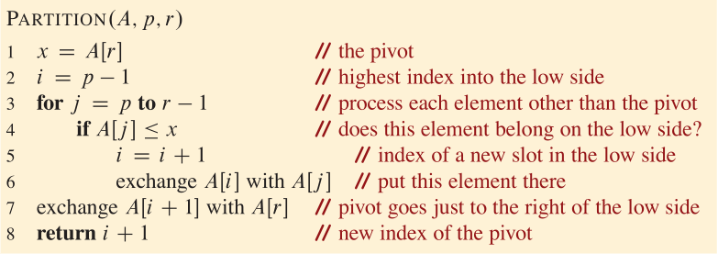 PARTITION(A, p, r)
1 x = A[r] // the pivot
2 i = p − 1 // highest index into the low side
3 for j = p to r − 1 // process each element other than the pivot
4 if A[j] ≤ x // does this element belong on the low side?
5 i = i + 1 // index of a new slot in the low side
6 exchange A[i] with A[j] // put this element there
7 exchange A[i + 1] with A[r] // pivot goes just to the right of the low side
8 return i + 1 // new index of the pivot